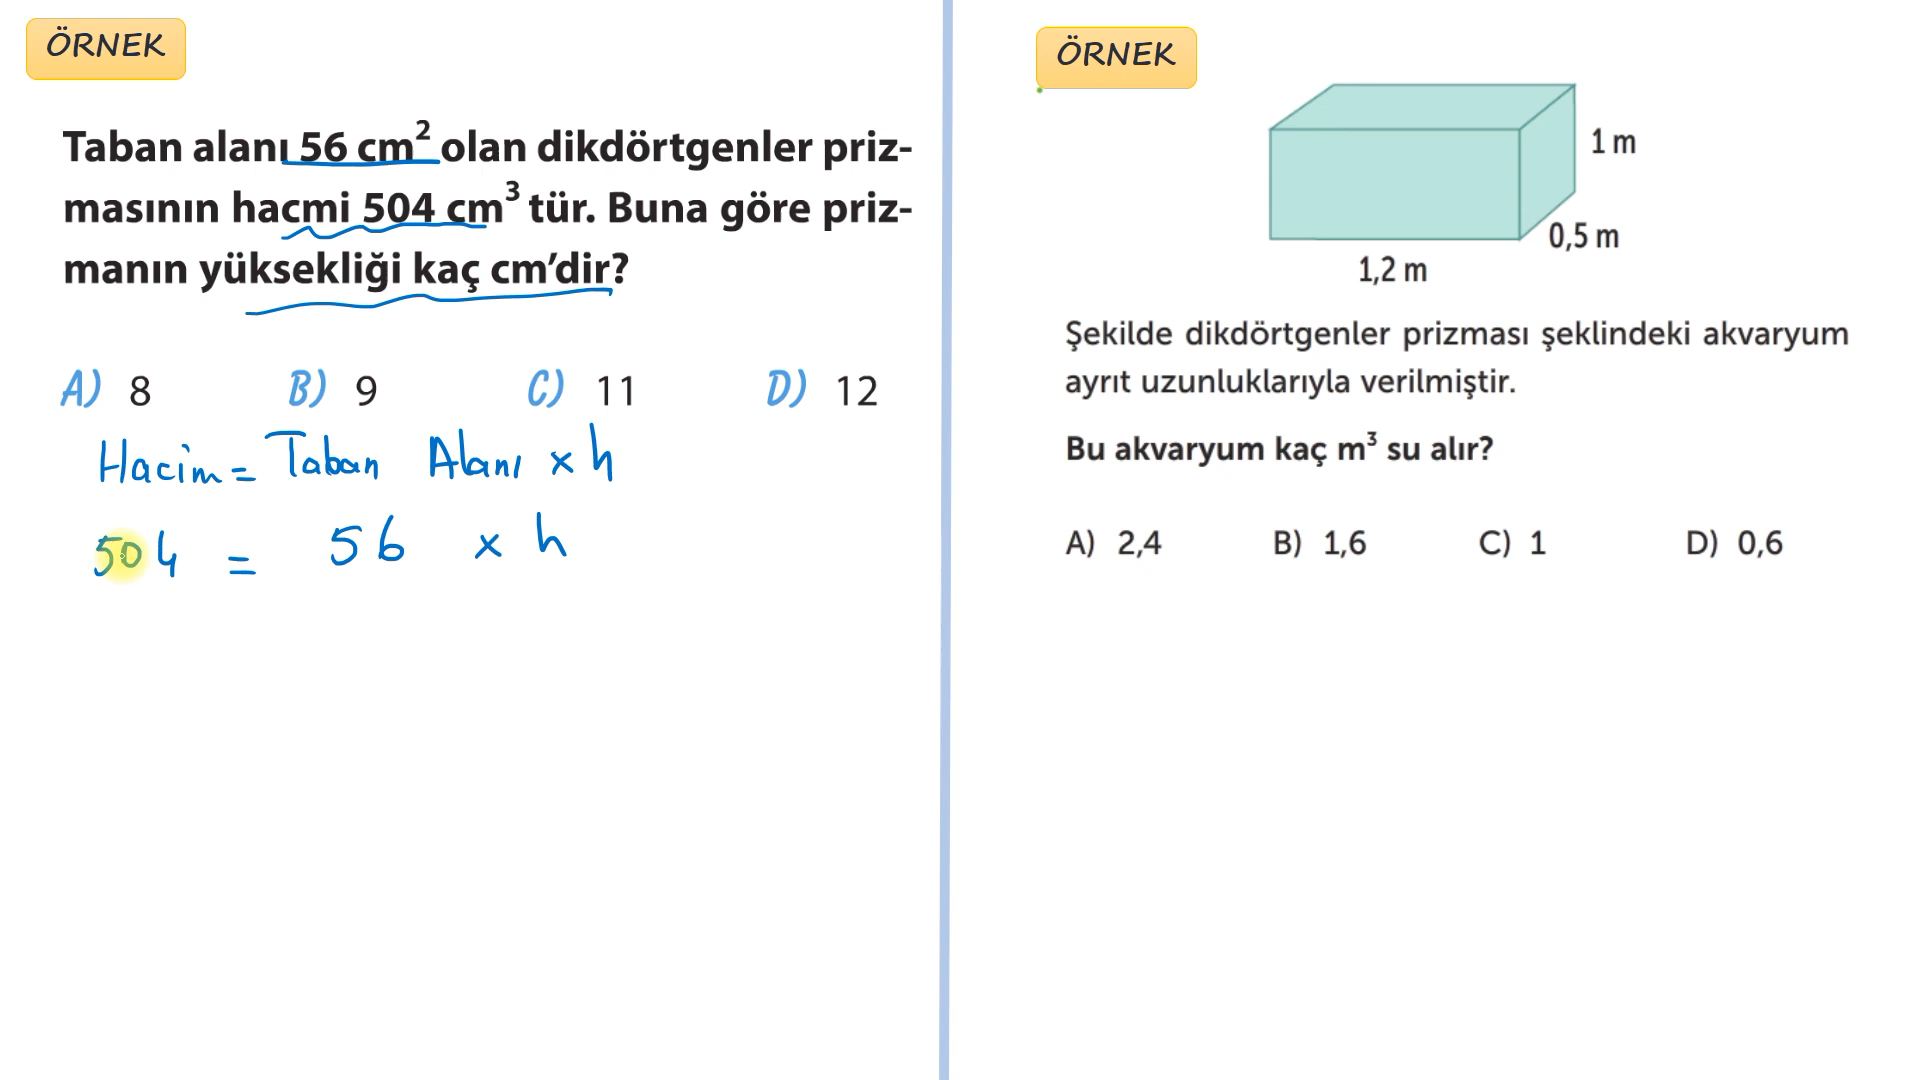 ÖRNEK
Taban alanı 56 cm² olan dikdörtgenler priz-
masının hacmi 504 cm³ tür. Buna göre priz-
manın yüksekliği kaç cm'dir?
A) 8 B) 9 C) 11 D) 12
Hacim = Taban Alanı x h
504 = 56 x h
ÖRNEK
1 m
0,5 m
1,2 m
Şekilde dikdörtgenler prizması şeklindeki akvaryum
ayrıt uzunluklarıyla verilmiştir.
Bu akvaryum kaç m³ su alır?
A) 2,4 B) 1,6 C) 1 D) 0,6